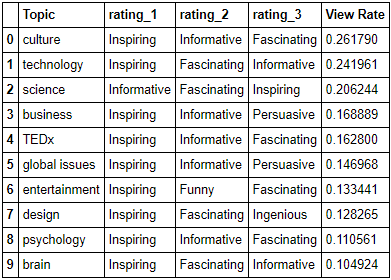 Topic rating_1 rating_2 rating_3 View Rate
0 culture Inspiring Informative Fascinating 0.261790
1 technology Inspiring Fascinating Informative 0.241961
2 science Informative Fascinating Inspiring 0.206244
3 business Inspiring Informative Persuasive 0.168889
4 TEDx Inspiring Informative Fascinating 0.162800
5 global issues Inspiring Informative Persuasive 0.146968
6 entertainment Inspiring Funny Fascinating 0.133441
7 design Inspiring Fascinating Ingenious 0.128265
8 psychology Inspiring Informative Fascinating 0.110561
9 brain Inspiring Fascinating Informative 0.104924